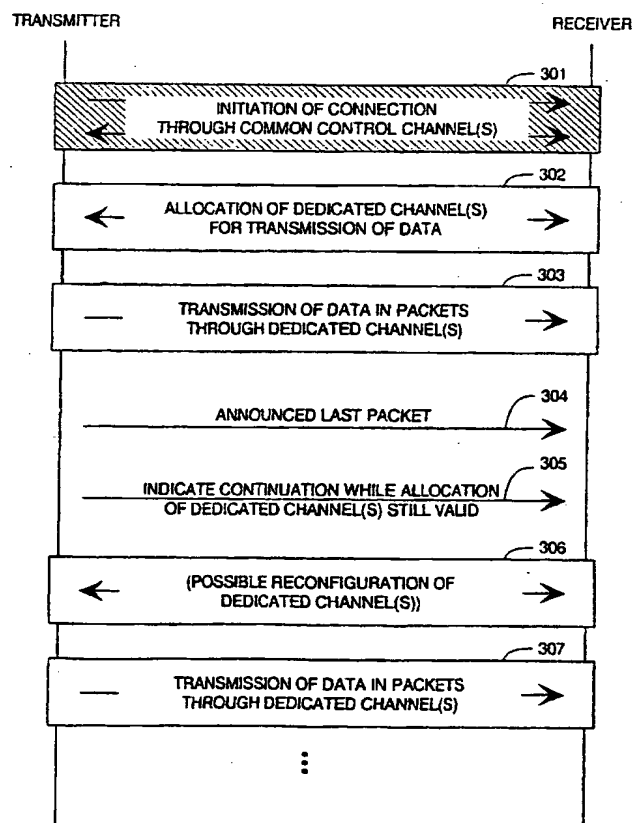 TRANSMITTER
RECEIVER
301
INITIATION OF CONNECTION
THROUGH COMMON CONTROL CHANNEL(S)
302
ALLOCATION OF DEDICATED CHANNEL(S)
FOR TRANSMISSION OF DATA
303
TRANSMISSION OF DATA IN PACKETS
THROUGH DEDICATED CHANNEL(S)
304
ANNOUNCED LAST PACKET
305
INDICATE CONTINUATION WHILE ALLOCATION
OF DEDICATED CHANNEL(S) STILL VALID
306
(POSSIBLE RECONFIGURATION OF
DEDICATED CHANNEL(S))
307
TRANSMISSION OF DATA IN PACKETS
THROUGH DEDICATED CHANNEL(S)